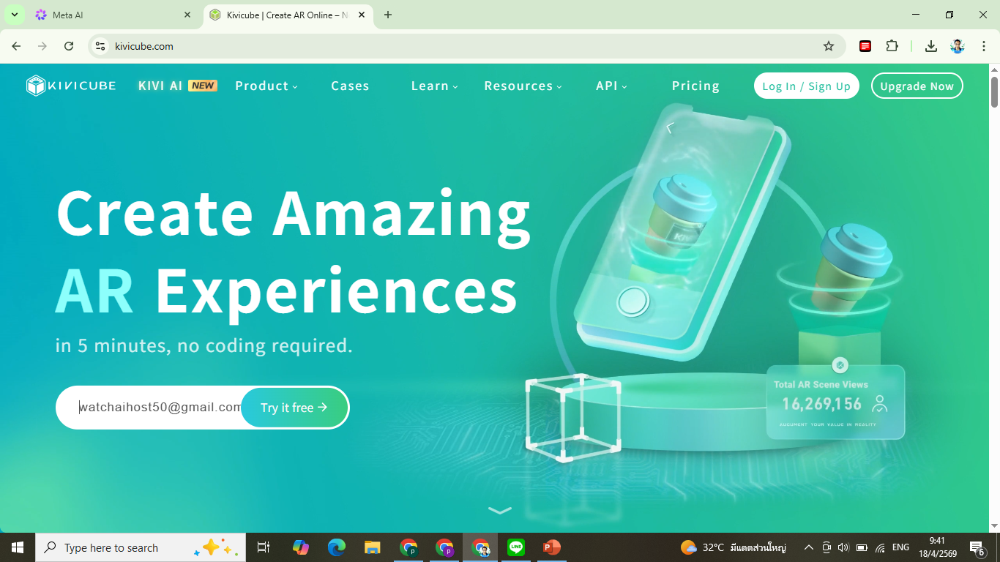 Meta AI
Kivicube | Create AR Online – N
kivicube.com
KIVICUBE
KIVI AI NEW
Product
Cases
Learn
Resources
API
Pricing
Log In / Sign Up
Upgrade Now
Create Amazing
AR Experiences
in 5 minutes, no coding required.
watchaihost50@gmail.com
Try it free →
KIVI
Total AR Scene Views
16,269,156
AUGUMENT YOUR VALUE IN REALITY
Type here to search
32°C มีแดดส่วนใหญ่
ENG
9:41
18/4/2569
6